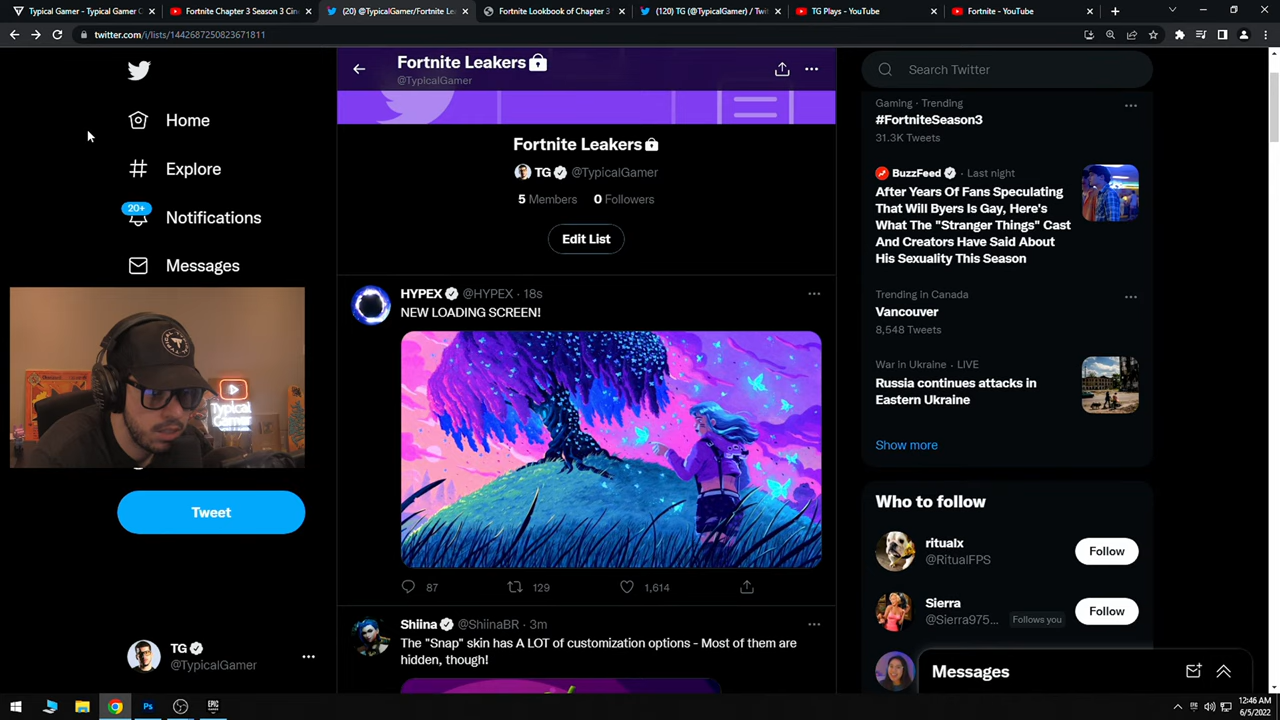 Typical Gamer - Typical Gamer C
Fortnite Chapter 3 Season 3 Cin
(20) @TypicalGamer/Fortnite Le
Fortnite Lookbook of Chapter 3
(120) TG (@TypicalGamer) / Twit
TG Plays - YouTube
Fortnite - YouTube
twitter.com/i/lists/1442687250823671811
Home
Explore
20+
Notifications
Messages
Typical
Gamer
Tweet
TG
@TypicalGamer
Fortnite Leakers
@TypicalGamer
Fortnite Leakers
TG @TypicalGamer
5 Members 0 Followers
Edit List
HYPEX @HYPEX · 18s
NEW LOADING SCREEN!
87 129 1,614
Shiina @ShiinaBR · 3m
The "Snap" skin has A LOT of customization options - Most of them are
hidden, though!
Search Twitter
Gaming · Trending
#FortniteSeason3
31.3K Tweets
BuzzFeed · Last night
After Years Of Fans Speculating
That Will Byers Is Gay, Here's
What The "Stranger Things" Cast
And Creators Have Said About
His Sexuality This Season
Trending in Canada
Vancouver
8,548 Tweets
War in Ukraine · LIVE
Russia continues attacks in
Eastern Ukraine
Show more
Who to follow
ritualx
@RitualFPS
Follow
Sierra
@Sierra975...
Follows you
Follow
Messages
Ps
EPIC
12:46 AM
6/5/2022